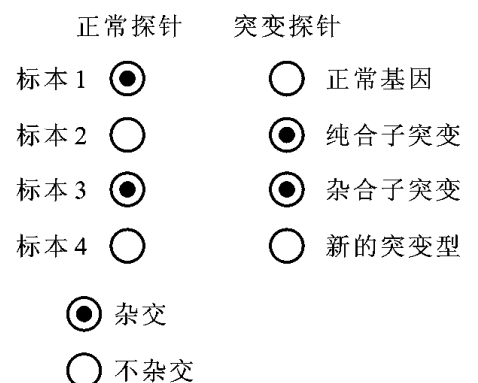 正常探针 突变探针
标本1 正常基因
标本2 纯合子突变
标本3 杂合子突变
标本4 新的突变型
杂交
不杂交